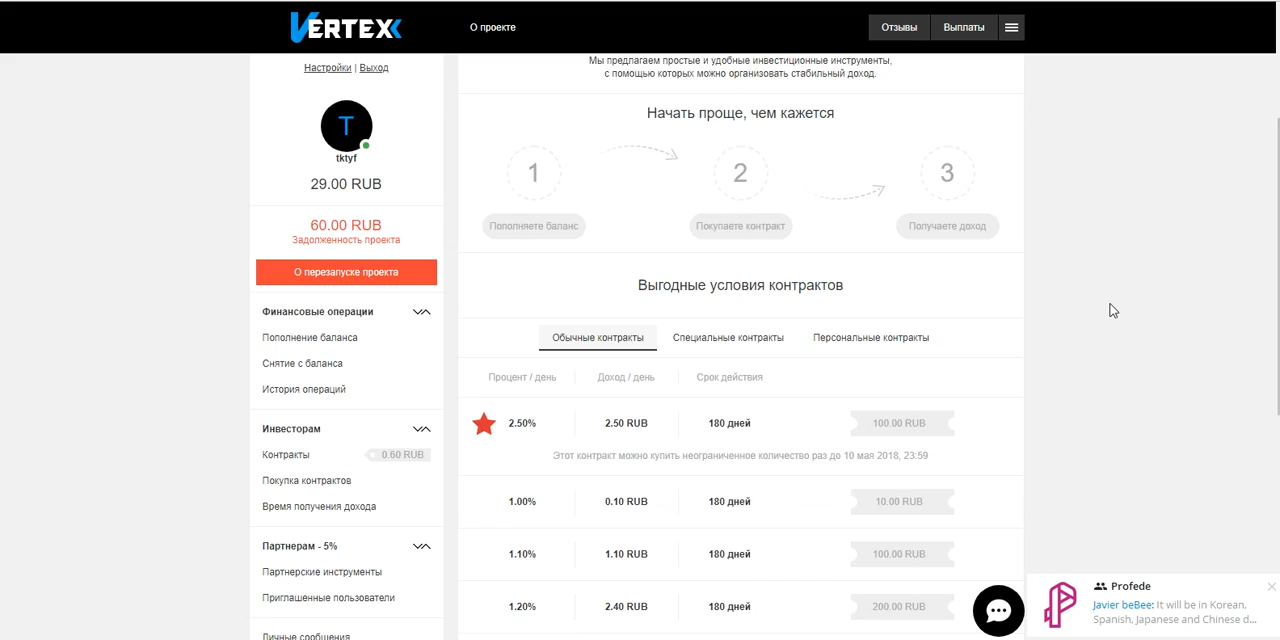 VERTEX
О проекте
Отзывы
Выплаты
Настройки | Выход
T
tktyf
29.00 RUB
60.00 RUB
Задолженность проекта
О перезапуске проекта
Финансовые операции
Пополнение баланса
Снятие с баланса
История операций
Инвесторам
Контракты 0.60 RUB
Покупка контрактов
Время получения дохода
Партнерам - 5%
Партнерские инструменты
Приглашенные пользователи
Личные сообщения
Мы предлагаем простые и удобные инвестиционные инструменты,
с помощью которых можно организовать стабильный доход.
Начать проще, чем кажется
1 2 3
Пополняете баланс Покупаете контракт Получаете доход
Выгодные условия контрактов
Обычные контракты Специальные контракты Персональные контракты
Процент / день Доход / день Срок действия
2.50% 2.50 RUB 180 дней 100.00 RUB
Этот контракт можно купить неограниченное количество раз до 10 мая 2018, 23:59
1.00% 0.10 RUB 180 дней 10.00 RUB
1.10% 1.10 RUB 180 дней 100.00 RUB
1.20% 2.40 RUB 180 дней 200.00 RUB
Profede
Javier beBee: It will be in Korean,
Spanish, Japanese and Chinese d...